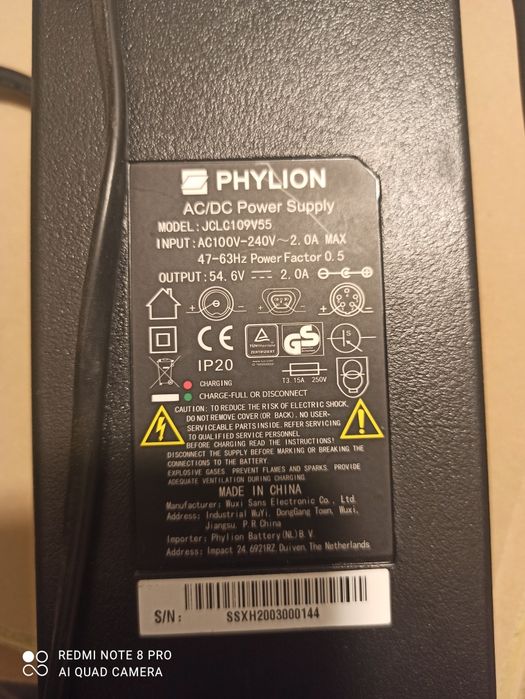 PHYLION
AC/DC Power Supply
MODEL: JCLG109V55
INPUT: AC100V-240V~2.0A MAX
47-63Hz Power Factor 0.5
OUTPUT: 54.6V 2.0A
CE
GS
IP20
T3.15A 250V
CHARGING
CHARGE-FULL OR DISCONNECT
CAUTION: TO REDUCE THE RISK OF ELECTRIC SHOCK,
DO NOT REMOVE COVER (OR BACK). NO USER-
SERVICEABLE PARTS INSIDE. REFER SERVICING
TO QUALIFIED SERVICE PERSONNEL
BEFORE CHARGING READ THE INSTRUCTIONS!
DISCONNECT THE SUPPLY BEFORE MARKING OR BREAKING THE
CONNECTIONS TO THE BATTERY.
EXPLOSIVE GASES. PREVENT FLAMES AND SPARKS. PROVIDE
ADEQUATE VENTILATION DURING CHARGING
MADE IN CHINA
Manufacturer: Wuxi Sans Electronic Co., Ltd.
Address: Industrial WuYi, DongGang Town, Wuxi,
Jiangsu. P.R China
Importer: Phylion Battery(NL)B.V.
Address: Impact 24.6921RZ.Duiven.The Netherlands
S/N: SSXH2003000144
REDMI NOTE 8 PRO
AI QUAD CAMERA